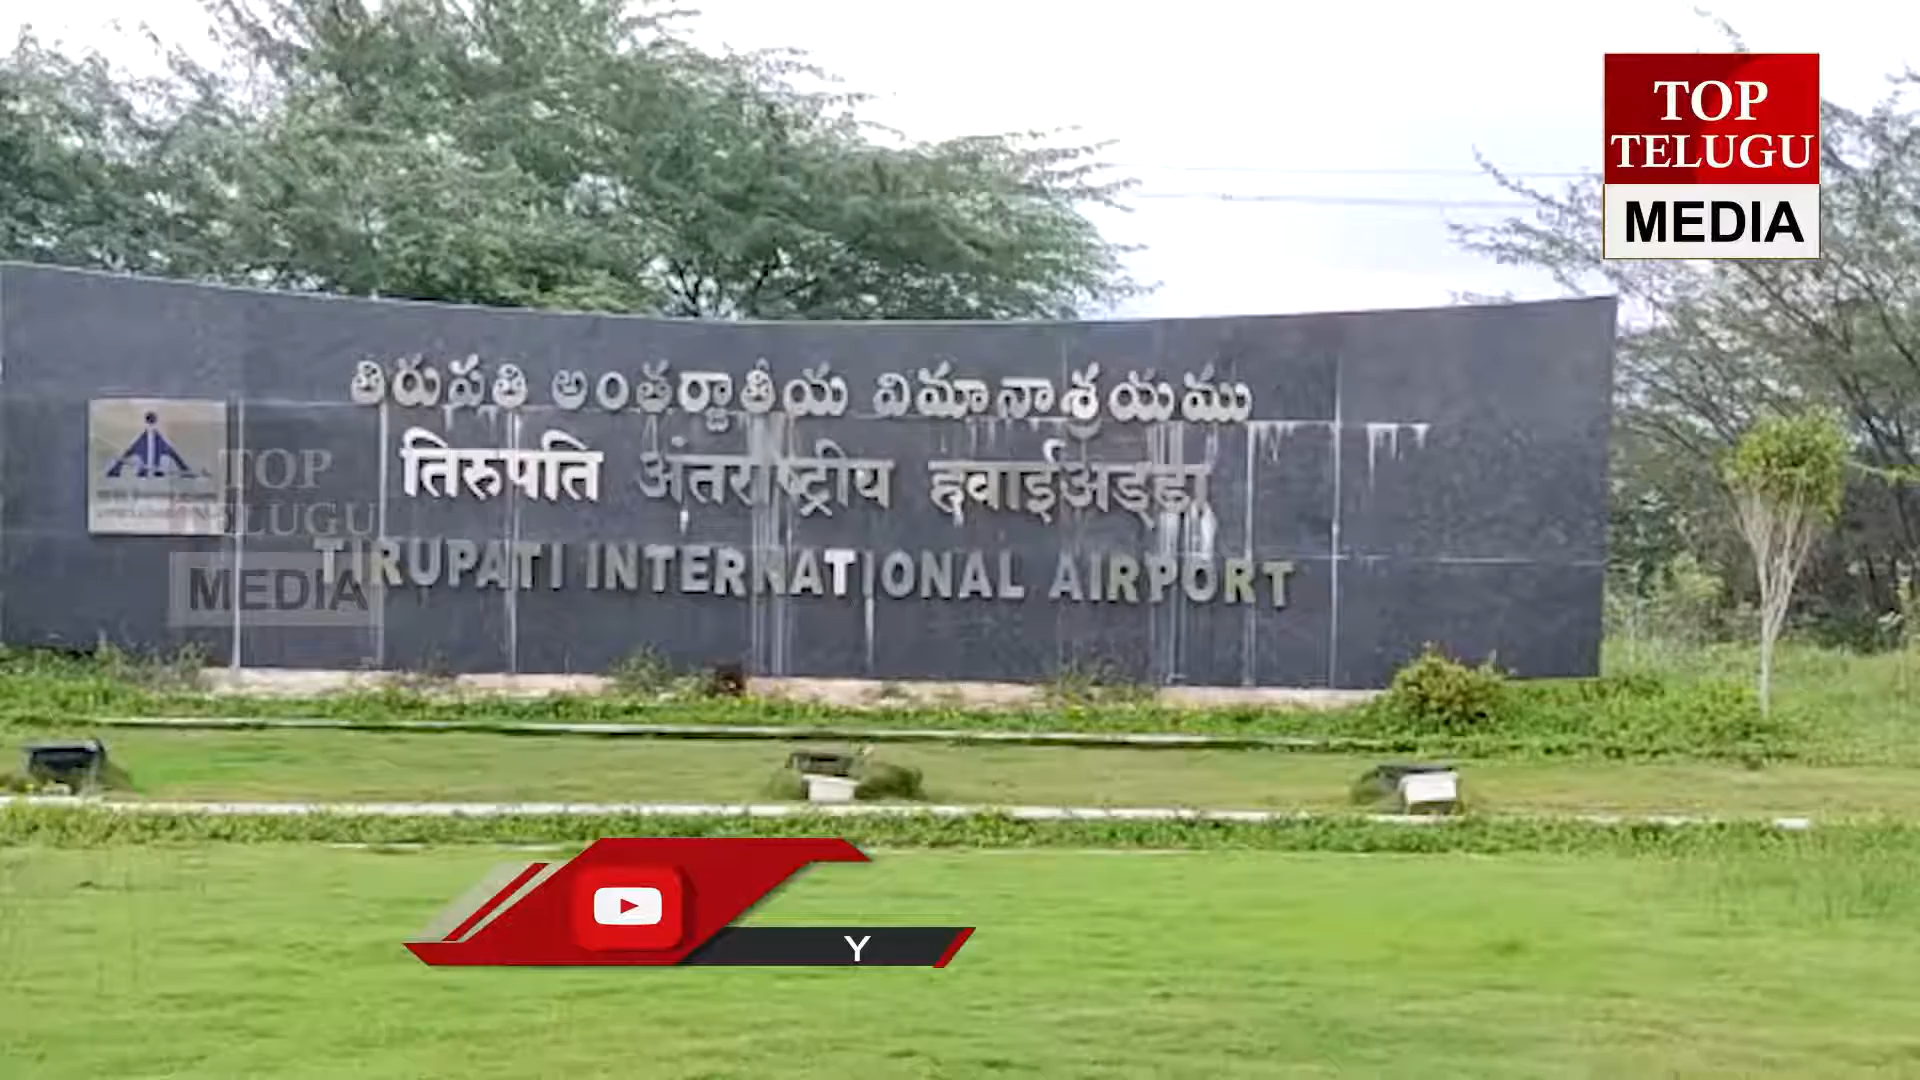 TOP
TELUGU
MEDIA
తిరుపతి అంతర్జాతీయ విమానాశ్రయము
तिरुपति अंतर्राष्ट्रीय हवाईअड्डा
TIRUPATI INTERNATIONAL AIRPORT
TOP
TELUGU
MEDIA
Y